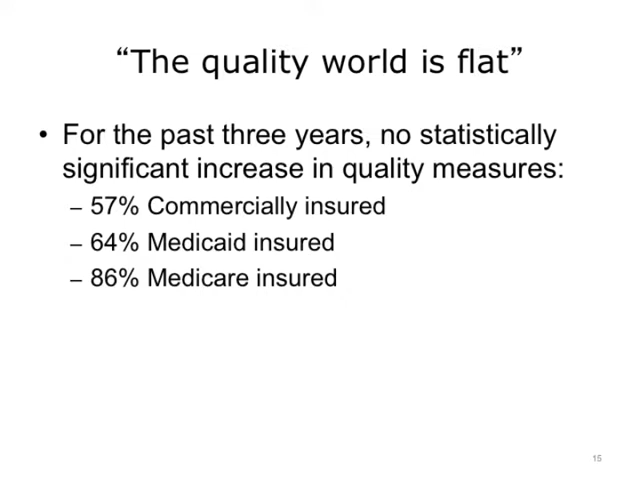 “The quality world is flat”
• For the past three years, no statistically
significant increase in quality measures:
– 57% Commercially insured
– 64% Medicaid insured
– 86% Medicare insured
15